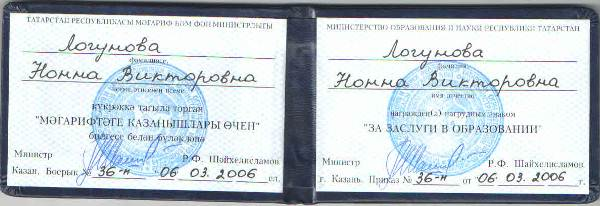 ТАТАРСТАН РЕСПУБЛИКАСЫ МӘГАРИФ ҺӘМ ФӘН МИНИСТРЛЫГЫ
Логунова
фамилиясе
Нонна Викторовна
исеме, әтисенең исеме
күкрәккә тагыла торган
"МӘГАРИФТӘГЕ КАЗАНЫШЛАРЫ ӨЧЕН"
билгесе белән бүләкләнә
Министр Р.Ф. Шәйхелисламов
Казан. Боерык № 36-н 06 03. 2006 ел.
МИНИСТЕРСТВО ОБРАЗОВАНИЯ И НАУКИ РЕСПУБЛИКИ ТАТАРСТАН
Логунова
фамилия
Нонна Викторовна
имя отчество
награжден(а) нагрудным знаком
"ЗА ЗАСЛУГИ В ОБРАЗОВАНИИ"
Министр Р.Ф. Шайхелисламов
г. Казань. Приказ № 36-н от 06. 03. 2006 г.